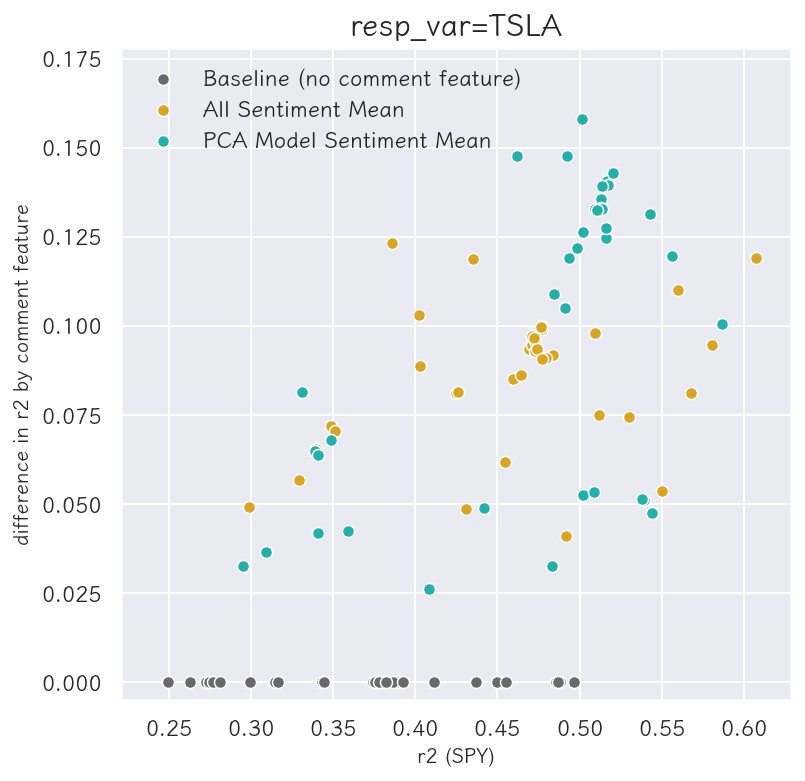 resp_var=TSLA
Baseline (no comment feature)
All Sentiment Mean
PCA Model Sentiment Mean
difference in r2 by comment feature
0.175
0.150
0.125
0.100
0.075
0.050
0.025
0.000
0.25 0.30 0.35 0.40 0.45 0.50 0.55 0.60
r2 (SPY)